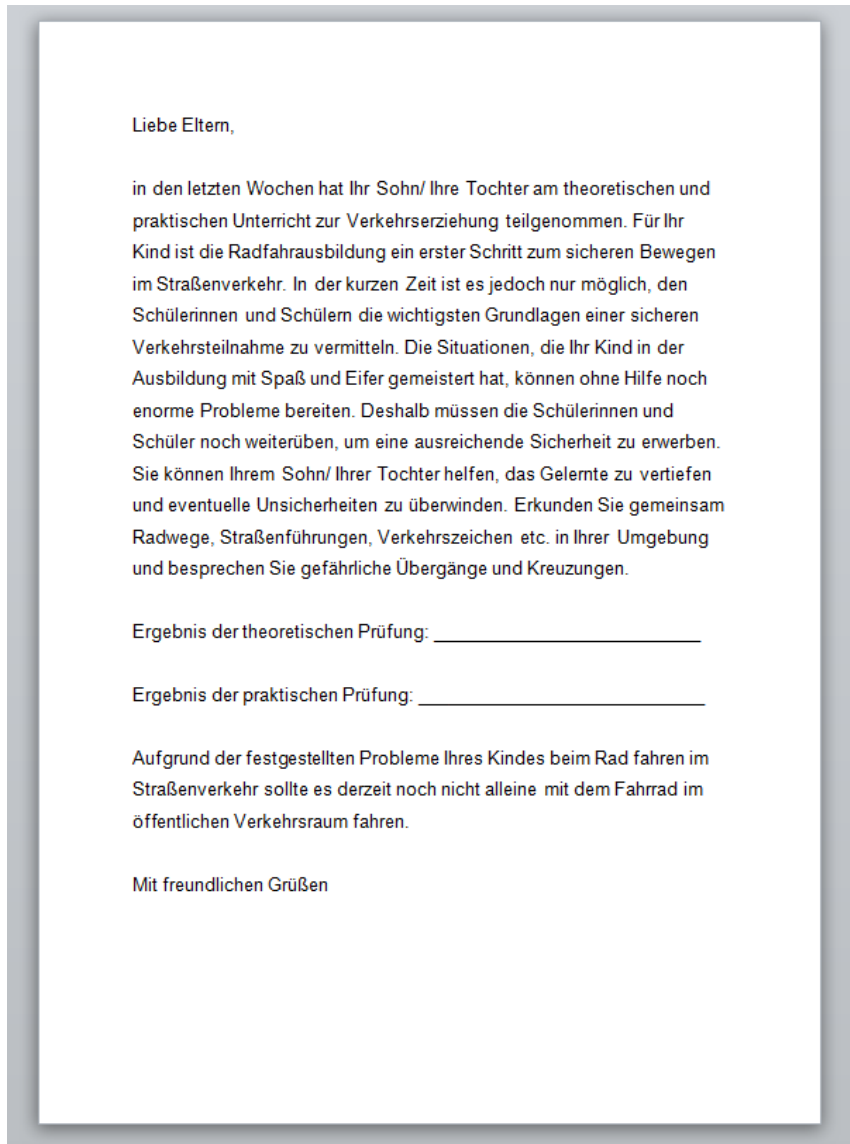 Liebe Eltern,
in den letzten Wochen hat Ihr Sohn/ Ihre Tochter am theoretischen und
praktischen Unterricht zur Verkehrserziehung teilgenommen. Für Ihr
Kind ist die Radfahrausbildung ein erster Schritt zum sicheren Bewegen
im Straßenverkehr. In der kurzen Zeit ist es jedoch nur möglich, den
Schülerinnen und Schülern die wichtigsten Grundlagen einer sicheren
Verkehrsteilnahme zu vermitteln. Die Situationen, die Ihr Kind in der
Ausbildung mit Spaß und Eifer gemeistert hat, können ohne Hilfe noch
enorme Probleme bereiten. Deshalb müssen die Schülerinnen und
Schüler noch weiterüben, um eine ausreichende Sicherheit zu erwerben.
Sie können Ihrem Sohn/ Ihrer Tochter helfen, das Gelernte zu vertiefen
und eventuelle Unsicherheiten zu überwinden. Erkunden Sie gemeinsam
Radwege, Straßenführungen, Verkehrszeichen etc. in Ihrer Umgebung
und besprechen Sie gefährliche Übergänge und Kreuzungen.
Ergebnis der theoretischen Prüfung: ___________________________
Ergebnis der praktischen Prüfung: _____________________________
Aufgrund der festgestellten Probleme Ihres Kindes beim Rad fahren im
Straßenverkehr sollte es derzeit noch nicht alleine mit dem Fahrrad im
öffentlichen Verkehrsraum fahren.
Mit freundlichen Grüßen